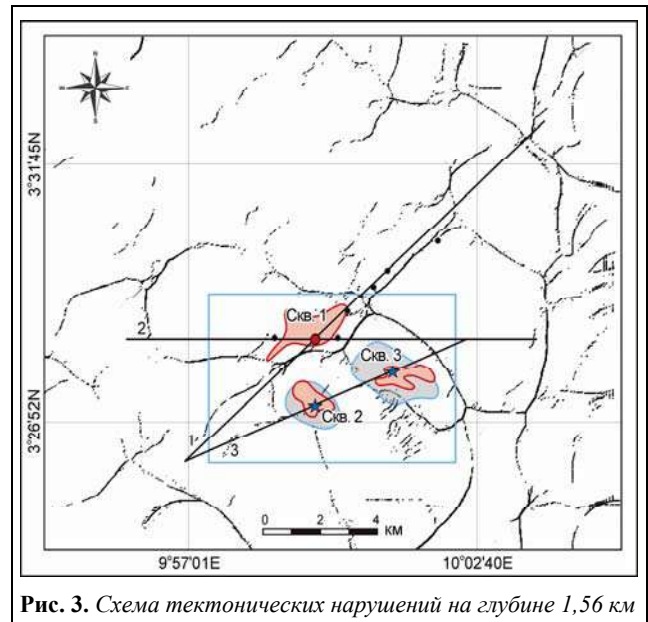 N
W
S
3°31'45N
Скв. 1
2
Скв. 3
3°26'52N
Скв. 2
1
3
0 2 4
км
9°57'01E 10°02'40E
Рис. 3. Схема тектонических нарушений на глубине 1,56 км